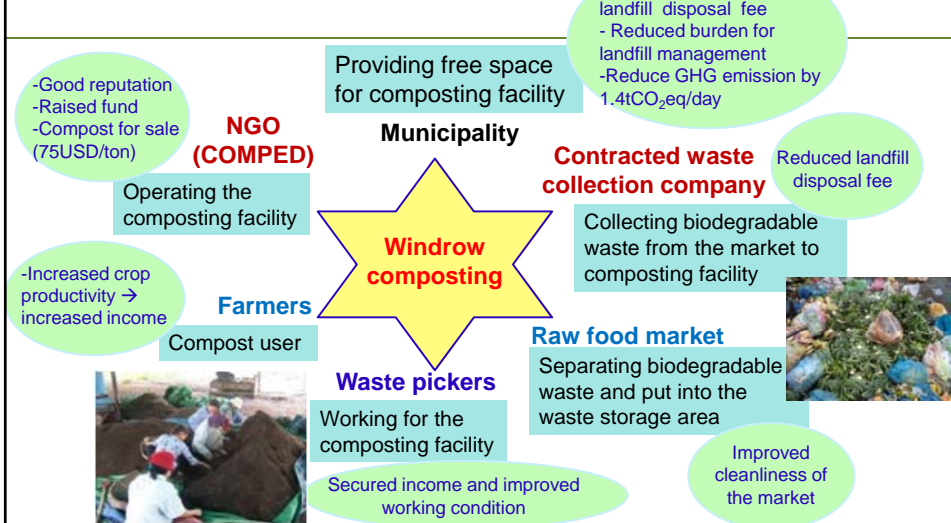 landfill disposal fee
- Reduced burden for
landfill management
-Reduce GHG emission by
1.4tCO₂eq/day
Providing free space
for composting facility
Municipality
-Good reputation
-Raised fund
-Compost for sale
(75USD/ton)
NGO
(COMPED)
Operating the
composting facility
Contracted waste
collection company
Reduced landfill
disposal fee
Collecting biodegradable
waste from the market to
composting facility
Windrow
composting
-Increased crop
productivity →
increased income
Farmers
Compost user
Raw food market
Separating biodegradable
waste and put into the
waste storage area
Improved
cleanliness of
the market
Waste pickers
Working for the
composting facility
Secured income and improved
working condition